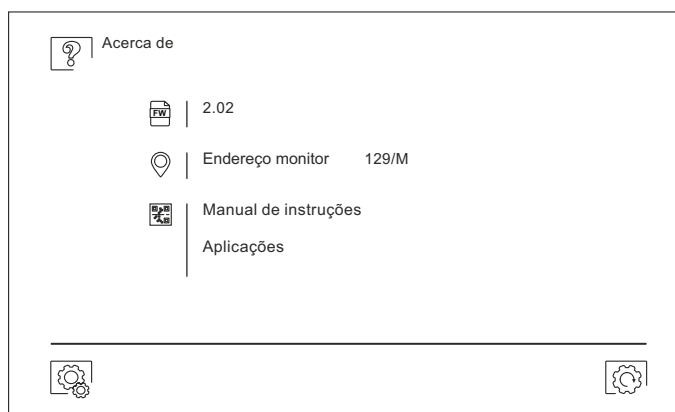 Acerca de
FW
2.02
Endereço monitor 129/M
Manual de instruções
Aplicações